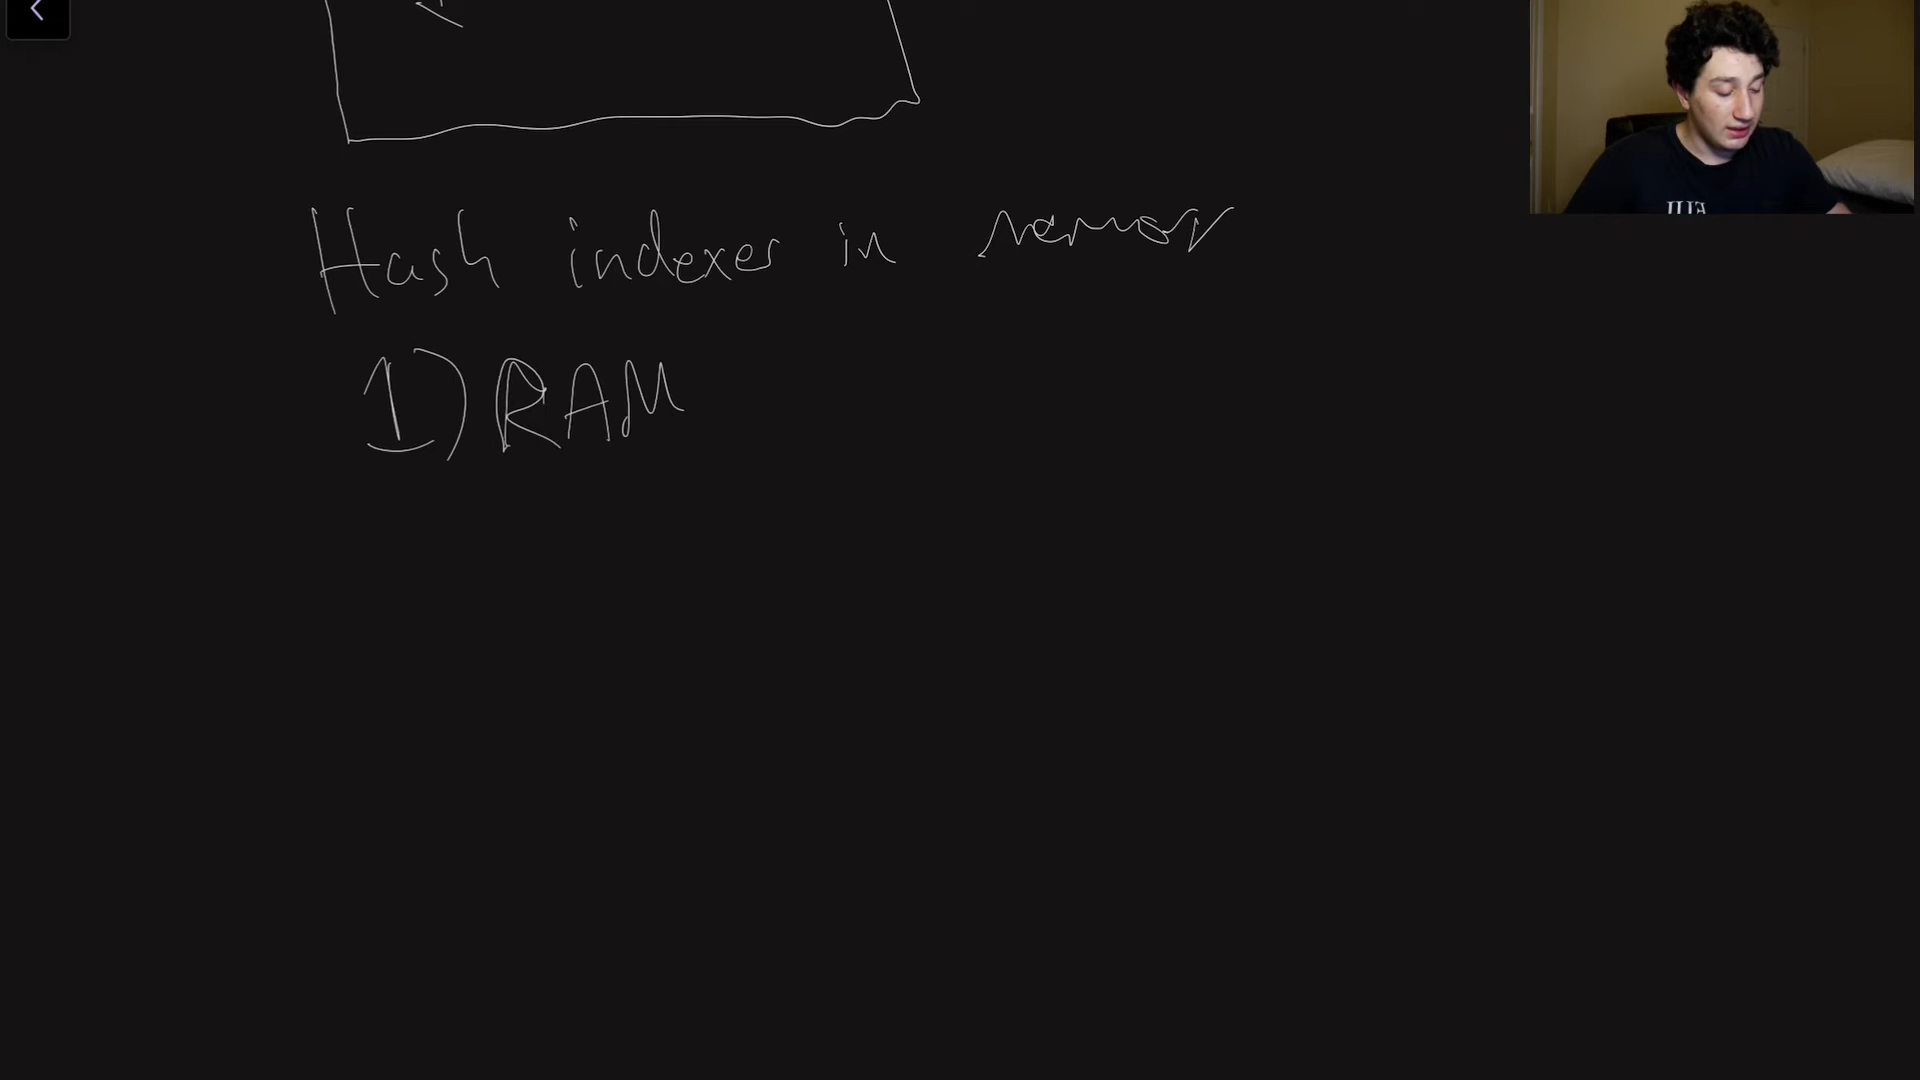 Hash indexes in memory
1) RAM